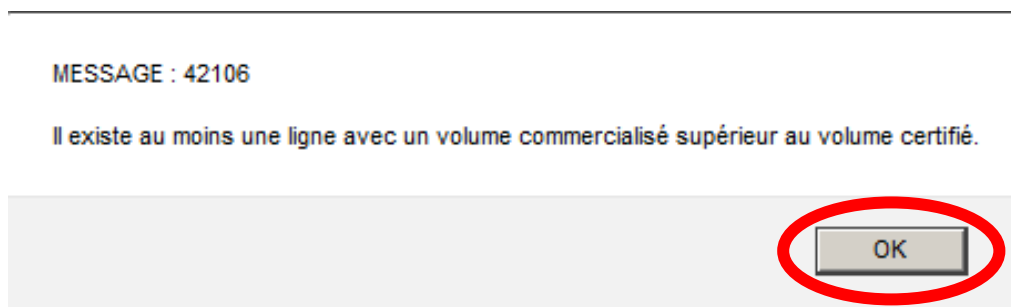 MESSAGE : 42106
Il existe au moins une ligne avec un volume commercialisé supérieur au volume certifié.
OK